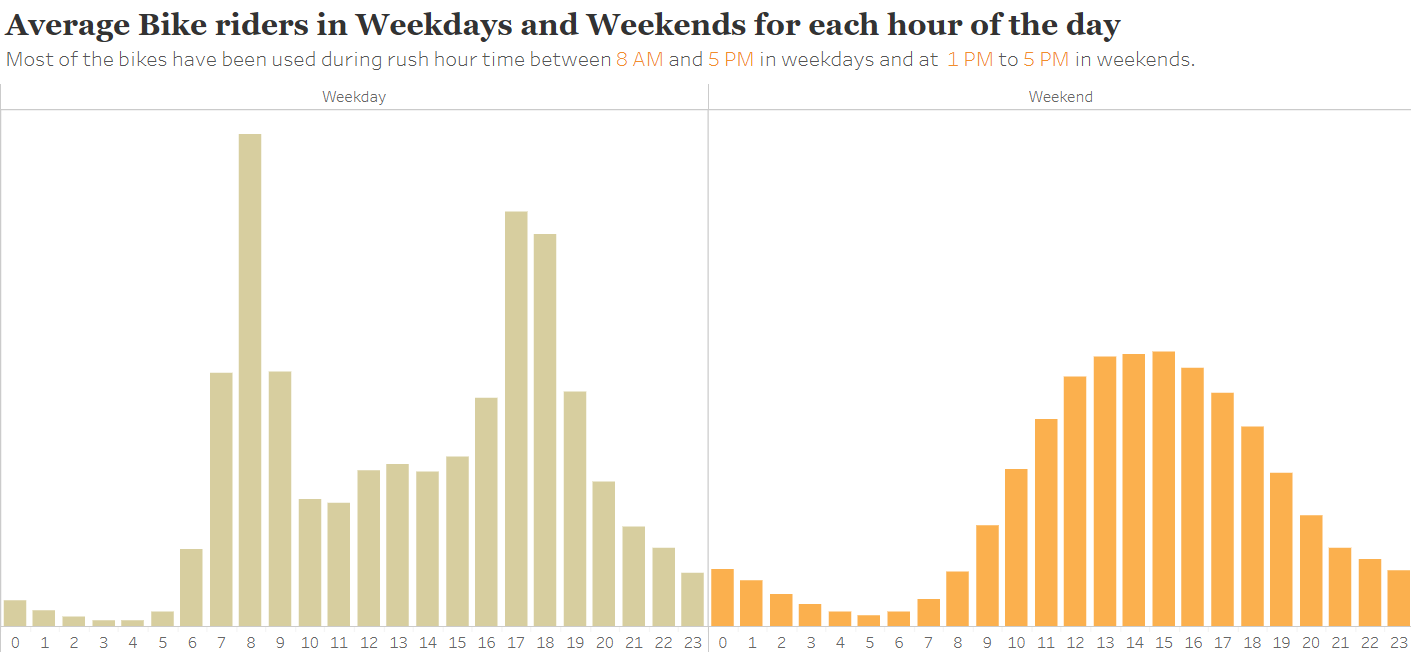 Average Bike riders in Weekdays and Weekends for each hour of the day
Most of the bikes have been used during rush hour time between 8 AM and 5 PM in weekdays and at 1 PM to 5 PM in weekends.
Weekday Weekend
0 1 2 3 4 5 6 7 8 9 10 11 12 13 14 15 16 17 18 19 20 21 22 23 0 1 2 3 4 5 6 7 8 9 10 11 12 13 14 15 16 17 18 19 20 21 22 23